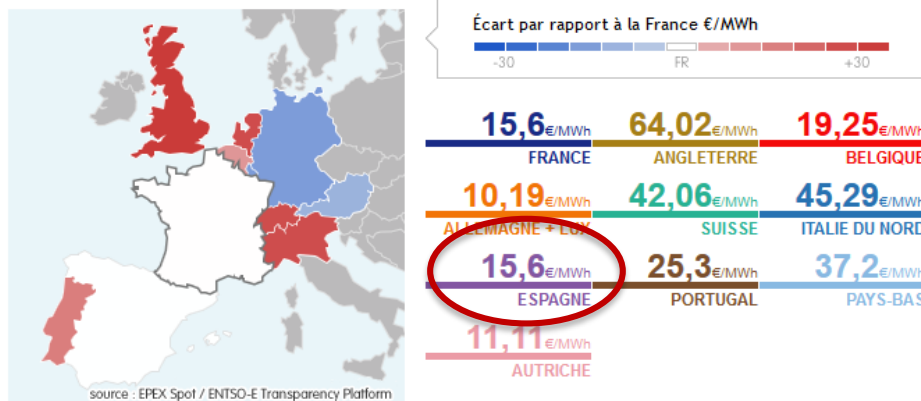 Écart par rapport à la France €/MWh
-30 FR +30
15,6€/MWh 64,02€/MWh 19,25€/MWh
FRANCE ANGLETERRE BELGIQUE
10,19€/MWh 42,06€/MWh 45,29€/MWh
ALLEMAGNE + LUX SUISSE ITALIE DU NORD
15,6€/MWh 25,3€/MWh 37,2€/MWh
ESPAGNE PORTUGAL PAYS-BAS
11,11€/MWh
AUTRICHE
source : EPEX Spot / ENTSO-E Transparency Platform